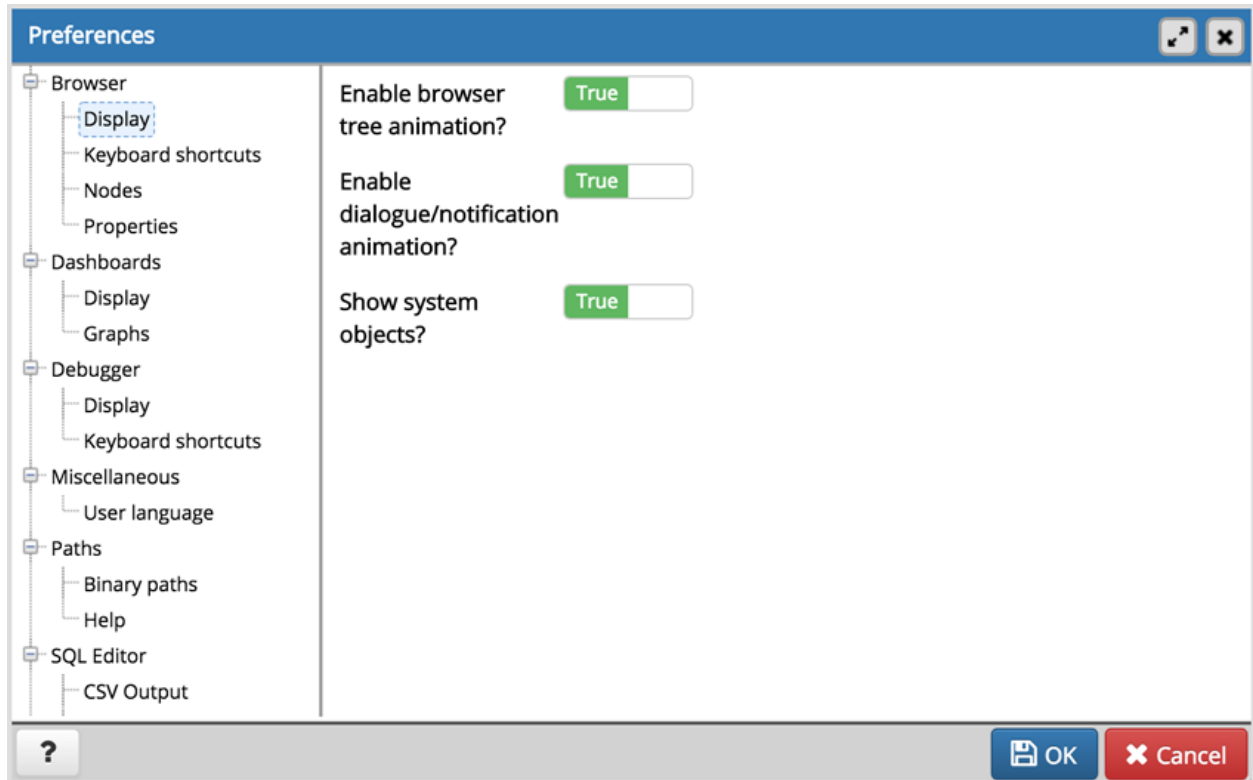 Preferences
Browser
Display
Keyboard shortcuts
Nodes
Properties
Dashboards
Display
Graphs
Debugger
Display
Keyboard shortcuts
Miscellaneous
User language
Paths
Binary paths
Help
SQL Editor
CSV Output
Enable browser
tree animation?
True
Enable
dialogue/notification
animation?
True
Show system
objects?
True
?
OK
Cancel